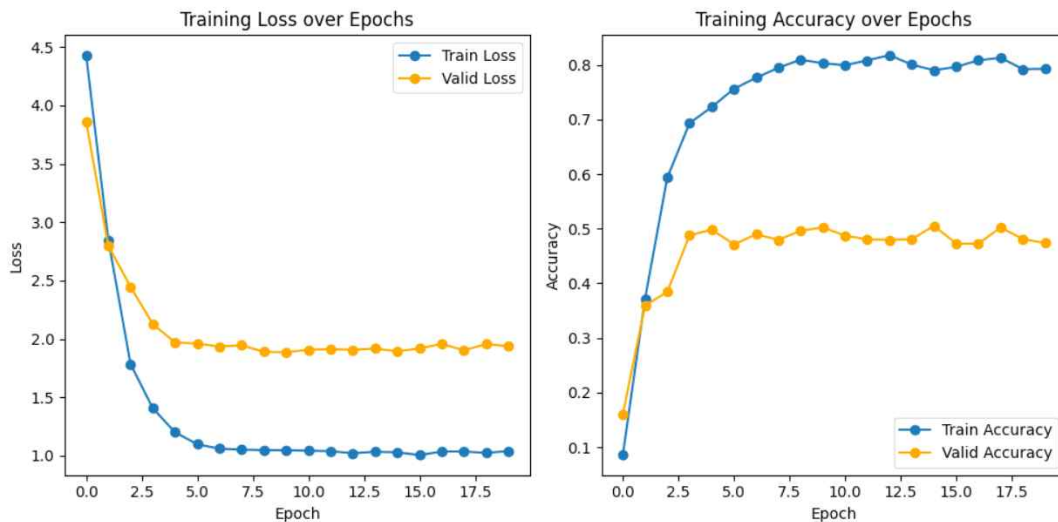 Training Loss over Epochs
Train Loss
Valid Loss
4.5
4.0
3.5
3.0
2.5
2.0
1.5
1.0
Loss
0.0 2.5 5.0 7.5 10.0 12.5 15.0 17.5
Epoch
Training Accuracy over Epochs
0.8
0.7
0.6
0.5
0.4
0.3
0.2
0.1
Accuracy
Train Accuracy
Valid Accuracy
0.0 2.5 5.0 7.5 10.0 12.5 15.0 17.5
Epoch